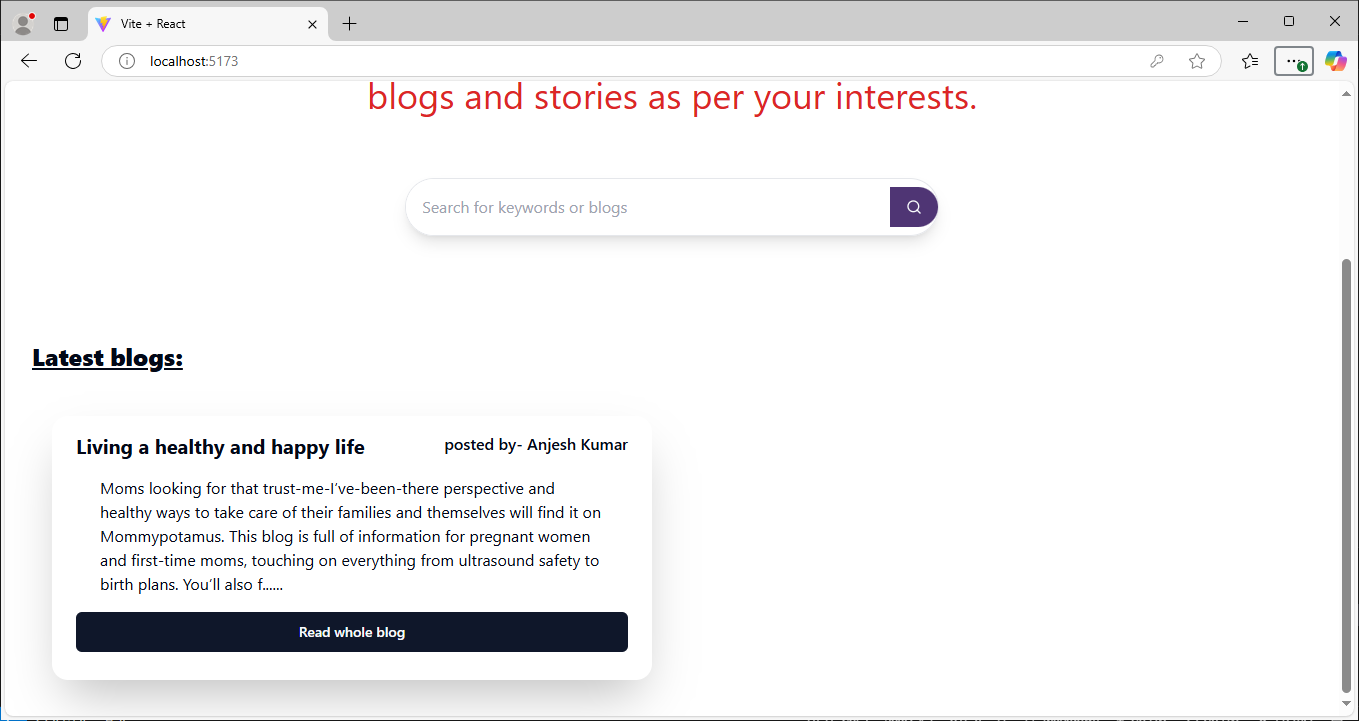 Vite + React
localhost:5173
blogs and stories as per your interests.
Search for keywords or blogs
Latest blogs:
Living a healthy and happy life
posted by- Anjesh Kumar
Moms looking for that trust-me-I’ve-been-there perspective and
healthy ways to take care of their families and themselves will find it on
Mommypotamus. This blog is full of information for pregnant women
and first-time moms, touching on everything from ultrasound safety to
birth plans. You’ll also f......
Read whole blog